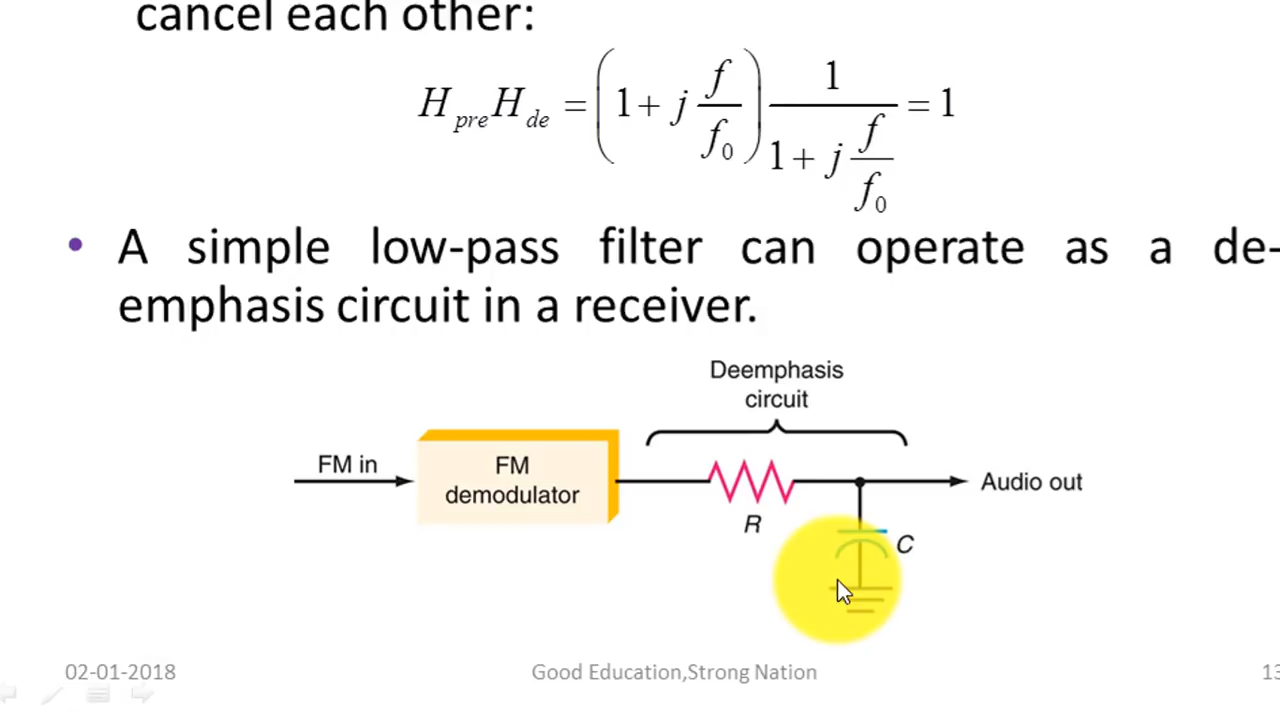 cancel each other:
H_pre H_de = (1 + j f/f_0) 1/(1 + j f/f_0) = 1
• A simple low-pass filter can operate as a de-
emphasis circuit in a receiver.
Deemphasis
circuit
FM in
FM
demodulator
Audio out
R
C
02-01-2018
Good Education,Strong Nation
13